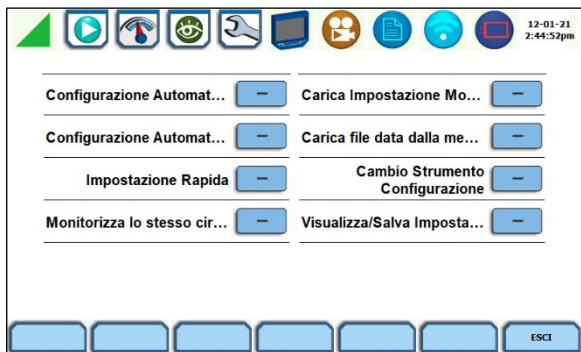 12-01-21
2:44:52pm
Configurazione Automat...
Carica Impostazione Mo...
Configurazione Automat...
Carica file data dalla me...
Impostazione Rapida
Cambio Strumento
Configurazione
Monitorizza lo stesso cir...
Visualizza/Salva Imposta...
ESCI